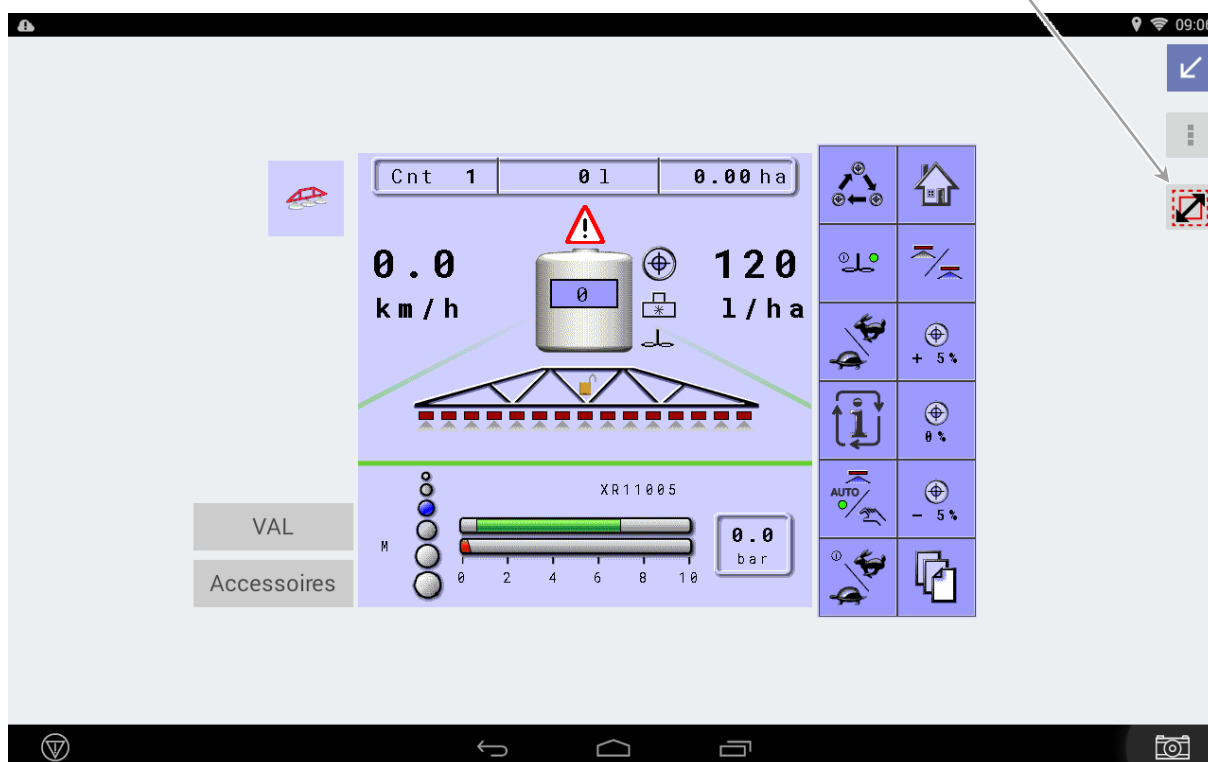 09:06
Cnt 1 0 l 0.00 ha
0.0
km/h
0
120
l/ha
+ 5%
0%
AUTO
- 5%
XR11005
M
0 2 4 6 8 10
0.0
bar
VAL
Accessoires